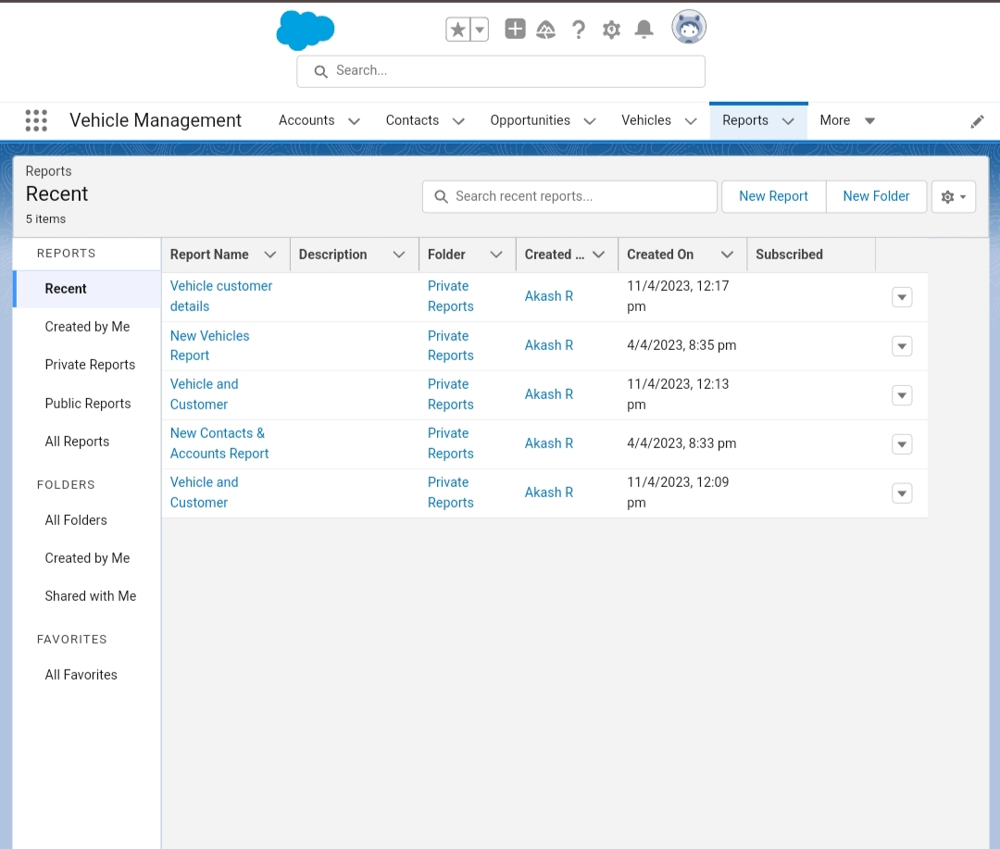 Search...
Vehicle Management
Accounts
Contacts
Opportunities
Vehicles
Reports
More
Reports
Recent
5 items
Search recent reports...
New Report
New Folder
REPORTS
Recent
Created by Me
Private Reports
Public Reports
All Reports
FOLDERS
All Folders
Created by Me
Shared with Me
FAVORITES
All Favorites
Report Name
Description
Folder
Created ...
Created On
Subscribed
Vehicle customer
details
Private
Reports
Akash R
11/4/2023, 12:17
pm
New Vehicles
Report
Private
Reports
Akash R
4/4/2023, 8:35 pm
Vehicle and
Customer
Private
Reports
Akash R
11/4/2023, 12:13
pm
New Contacts &
Accounts Report
Private
Reports
Akash R
4/4/2023, 8:33 pm
Vehicle and
Customer
Private
Reports
Akash R
11/4/2023, 12:09
pm